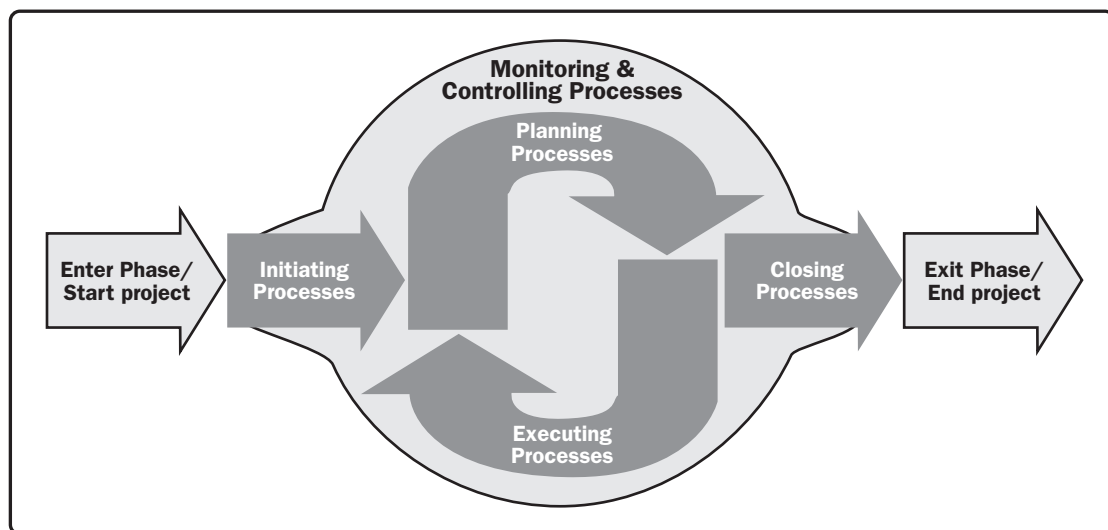 Monitoring &
Controlling Processes
Planning
Processes
Enter Phase/
Start project
Initiating
Processes
Closing
Processes
Exit Phase/
End project
Executing
Processes